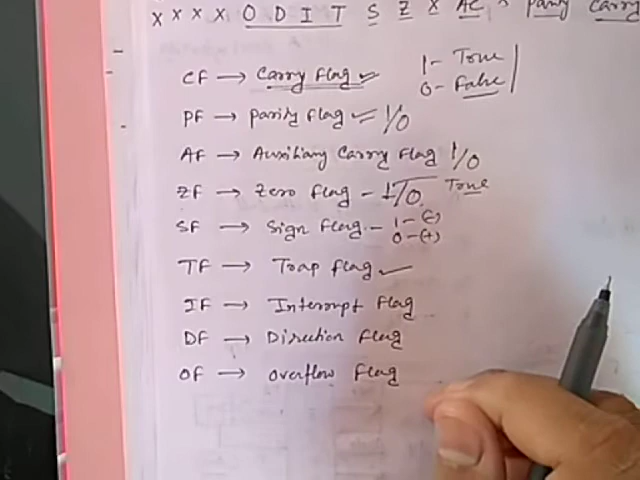 x x x x O D I T S Z x AC x parity carry
CF → Carry flag 1 - True
0 - False
PF → parity flag 1/0
AF → Auxiliary Carry flag 1/0
ZF → Zero flag - 1/0 True
SF → Sign flag - 1 - (-)
0 - (+)
TF → Trap flag
IF → Interrupt flag
DF → Direction flag
OF → overflow flag